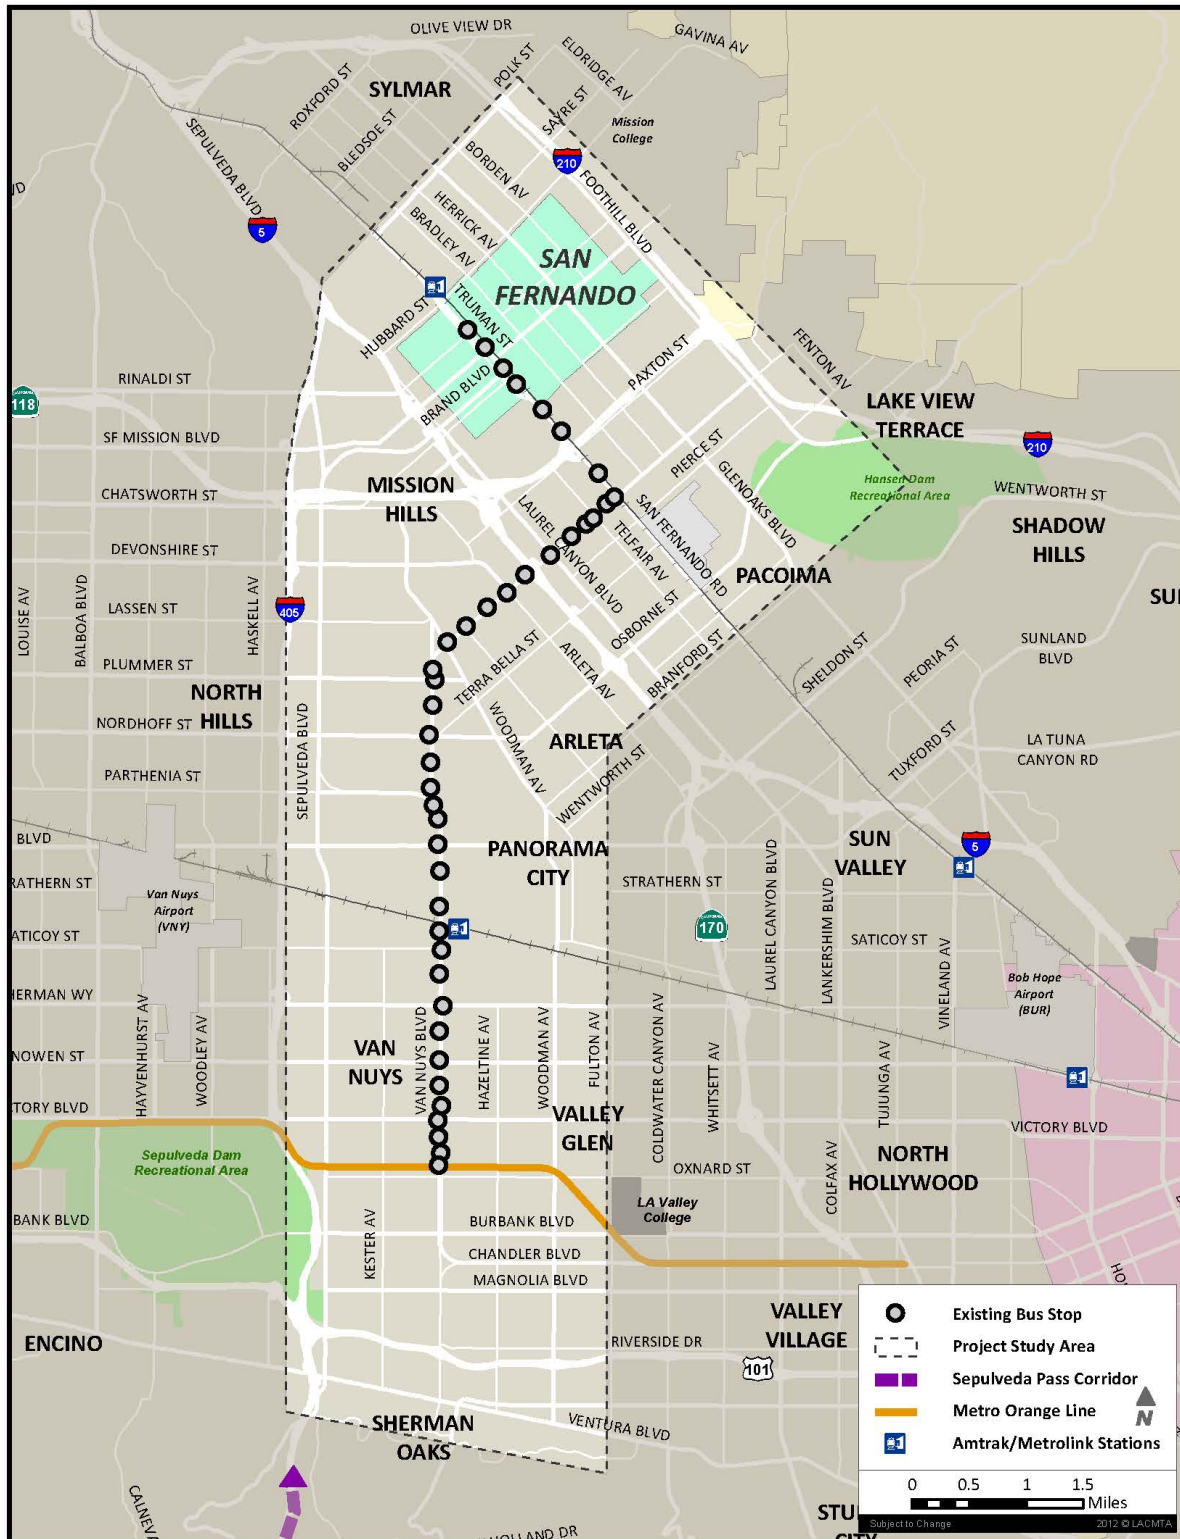 OLIVE VIEW DR
GAVINA AV
POLK ST
ELDRIDGE AV
SYLMAR
ROXFORD ST
SAYRE ST
BLEDSOE ST
Mission
College
SEPULVEDA BLVD
BORDEN AV
210
FOOTHILL BLVD
5
HERRICK AV
BRADLEY AV
SAN
FERNANDO
TRUMAN ST
HUBBARD ST
FENTON AV
RINALDI ST
BRAND BLVD
PAXTON ST
118
LAKE VIEW
TERRACE
SF MISSION BLVD
210
PIERCE ST
MISSION
HILLS
GLENOAKS BLVD
Hansen Dam
Recreational Area
CHATSWORTH ST
WENTWORTH ST
LAUREL CANYON BLVD
SAN FERNANDO RD
TELFAIR AV
SHADOW
HILLS
DEVONSHIRE ST
PACOIMA
LOUISE AV
BALBOA BLVD
HASKELL AV
LASSEN ST
405
OSBORNE ST
SUNLAND
BLVD
PLUMMER ST
TERRA BELLA ST
ARLETA AV
BRANFORD ST
SHELDON ST
PEORIA ST
NORTH
HILLS
NORDHOFF ST
SEPULVEDA BLVD
WOODMAN AV
ARLETA
LA TUNA
CANYON RD
TUXFORD ST
PARTHENIA ST
WENTWORTH ST
BLVD
PANORAMA
CITY
SUN
VALLEY
5
STRATHERN ST
RATHERN ST
Van Nuys
Airport
(VNY)
LAUREL CANYON BLVD
LANKERSHIM BLVD
170
ATICOY ST
SATICOY ST
VINELAND AV
Bob Hope
Airport
(BUR)
HERMAN WY
HAYVENHURST AV
WOODLEY AV
VAN NUYS BLVD
HAZELTINE AV
WOODMAN AV
FULTON AV
COLDWATER CANYON AV
WHITSETT AV
TUJUNGA AV
VAN
NUYS
CTORY BLVD
VALLEY
GLEN
VICTORY BLVD
Sepulveda Dam
Recreational Area
OXNARD ST
COLFAX AV
NORTH
HOLLYWOOD
LA Valley
College
BANK BLVD
KESTER AV
BURBANK BLVD
CHANDLER BLVD
MAGNOLIA BLVD
ENCINO
VALLEY
VILLAGE
RIVERSIDE DR
101
SHERMAN
OAKS
VENTURA BLVD
Existing Bus Stop
Project Study Area
Sepulveda Pass Corridor
Metro Orange Line
N
Amtrak/Metrolink Stations
0 0.5 1 1.5
Miles
Subject to Change 2012 © LACMTA